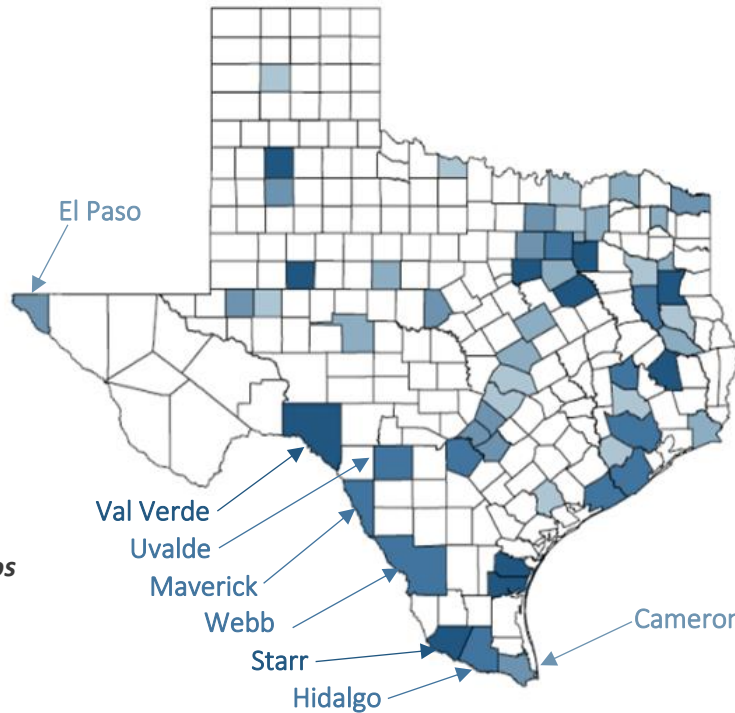 El Paso
Val Verde
Uvalde
Maverick
Webb
Starr
Hidalgo
Cameron